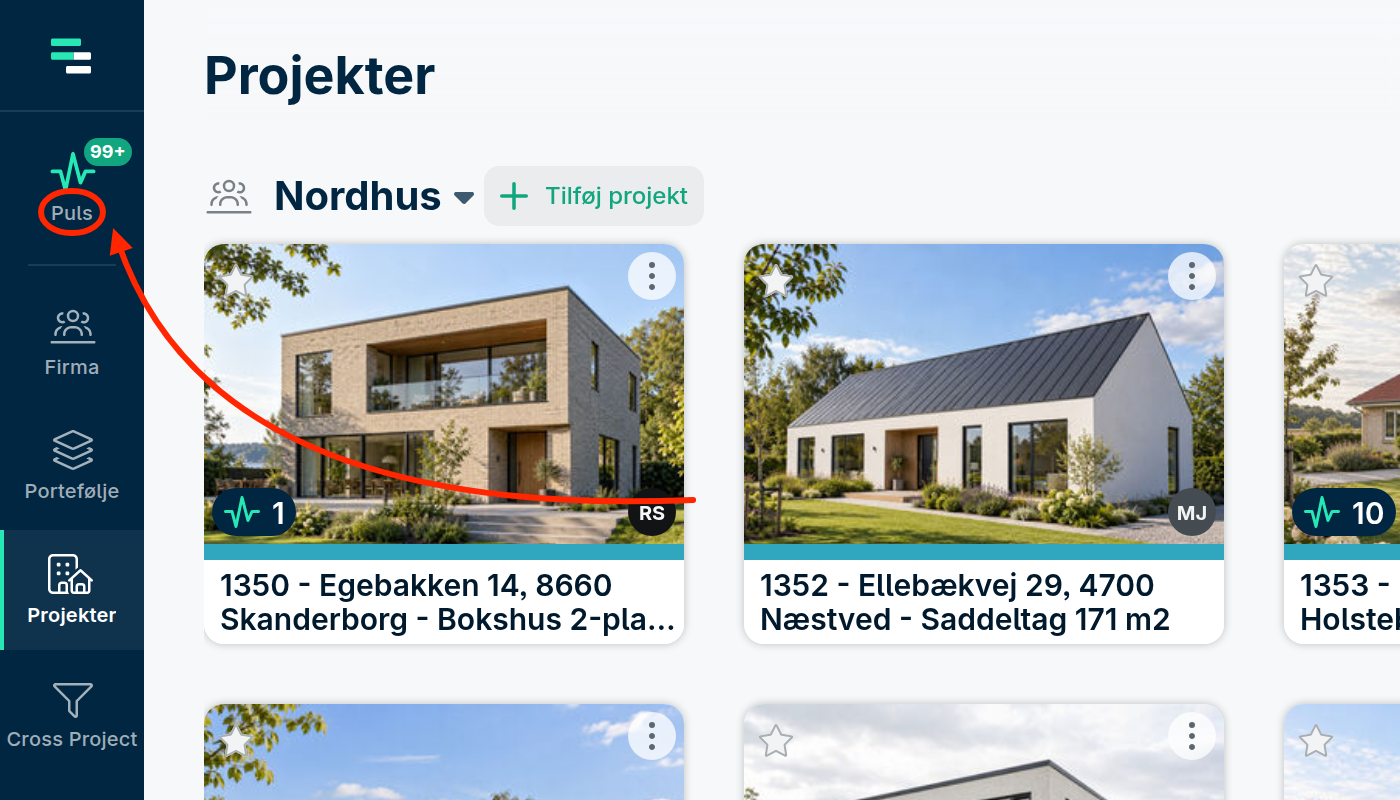 Projekter
99+
Puls
Firma
Portefølje
Projekter
Cross Project
Nordhus
Tilføj projekt
1
RS
1350 - Egebakken 14, 8660
Skanderborg - Bokshus 2-pla...
MJ
1352 - Ellebækvej 29, 4700
Næstved - Saddeltag 171 m2
10
1353 -